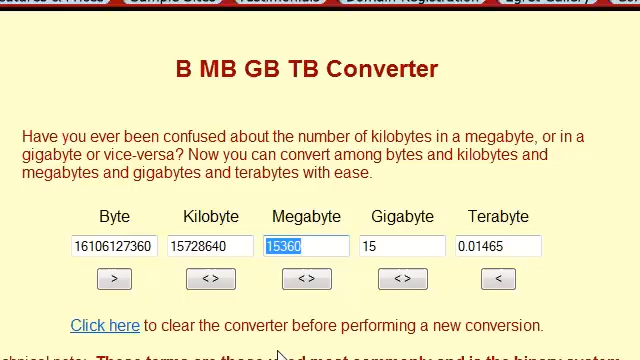 Sample Sites Testimonials Domain Registration
B MB GB TB Converter
Have you ever been confused about the number of kilobytes in a megabyte, or in a
gigabyte or vice-versa? Now you can convert among bytes and kilobytes and
megabytes and gigabytes and terabytes with ease.
Byte Kilobyte Megabyte Gigabyte Terabyte
16106127360 15728640 15360 15 0.01465
> < > < > < > <
Click here to clear the converter before performing a new conversion.